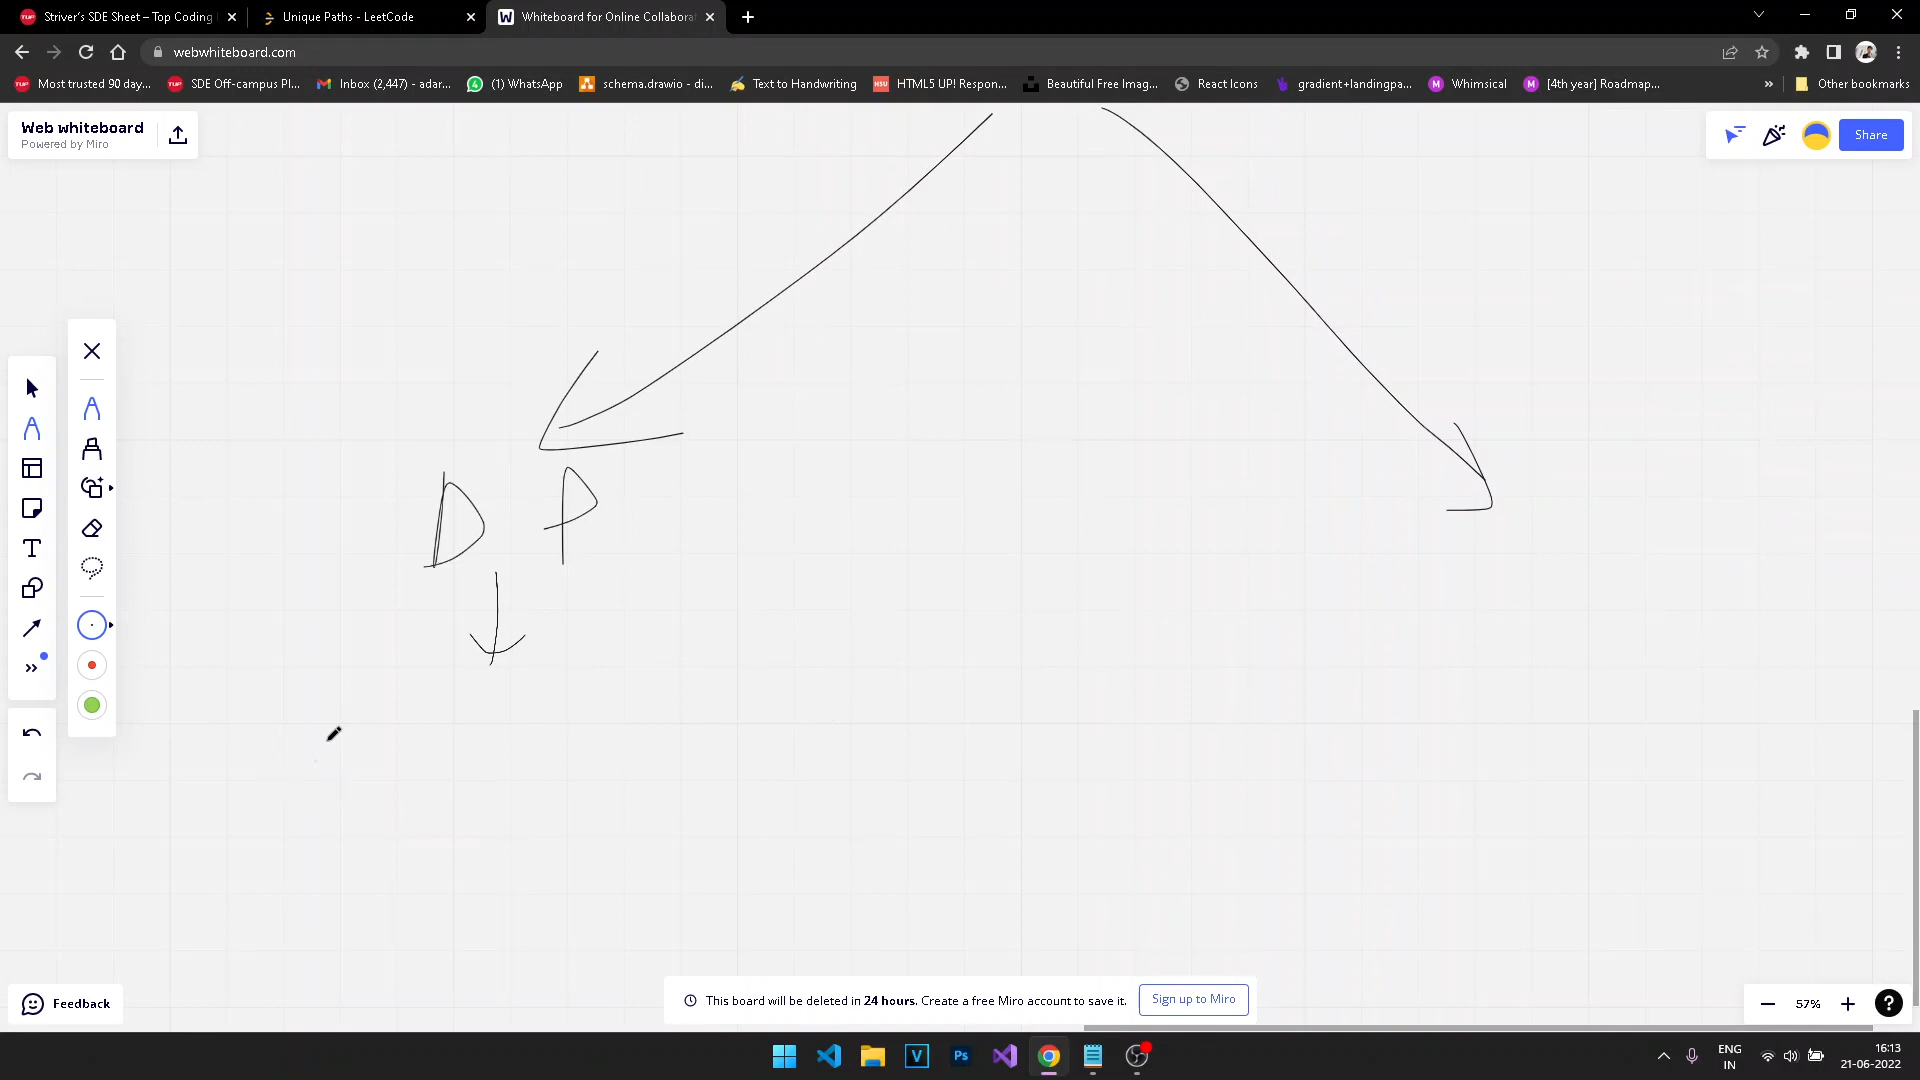 Striver's SDE Sheet – Top Coding
Unique Paths - LeetCode
Whiteboard for Online Collabora
webwhiteboard.com
Most trusted 90 day...
SDE Off-campus Pl...
Inbox (2,447) - adar...
(1) WhatsApp
schema.drawio - di...
Text to Handwriting
HTML5 UP! Respon...
Beautiful Free Imag...
React Icons
gradient+landingpa...
Whimsical
[4th year] Roadmap...
Other bookmarks
Web whiteboard
Powered by Miro
Share
D P
Feedback
This board will be deleted in 24 hours. Create a free Miro account to save it.
Sign up to Miro
57%
ENG
IN
16:13
21-06-2022